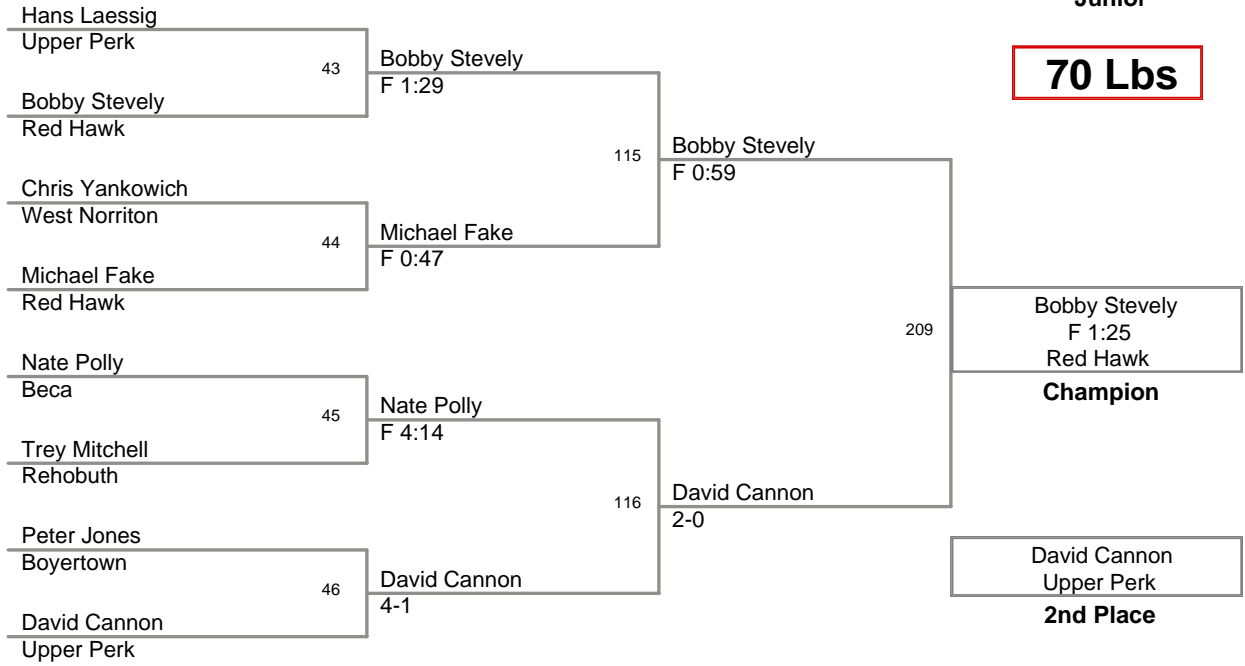 Junior
70 Lbs
Hans Laessig
Upper Perk
43
Bobby Stevely
Red Hawk
Bobby Stevely
F 1:29
Chris Yankowich
West Norriton
44
Michael Fake
Red Hawk
Michael Fake
F 0:47
115
Bobby Stevely
F 0:59
Nate Polly
Beca
45
Trey Mitchell
Rehobuth
Nate Polly
F 4:14
Peter Jones
Boyertown
46
David Cannon
Upper Perk
David Cannon
4-1
116
David Cannon
2-0
209
Bobby Stevely
F 1:25
Red Hawk
Champion
David Cannon
Upper Perk
2nd Place